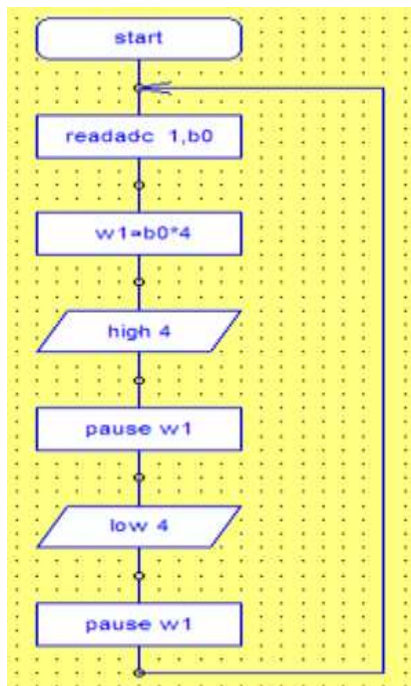 start
readadc 1,b0
w1=b0*4
high 4
pause w1
low 4
pause w1